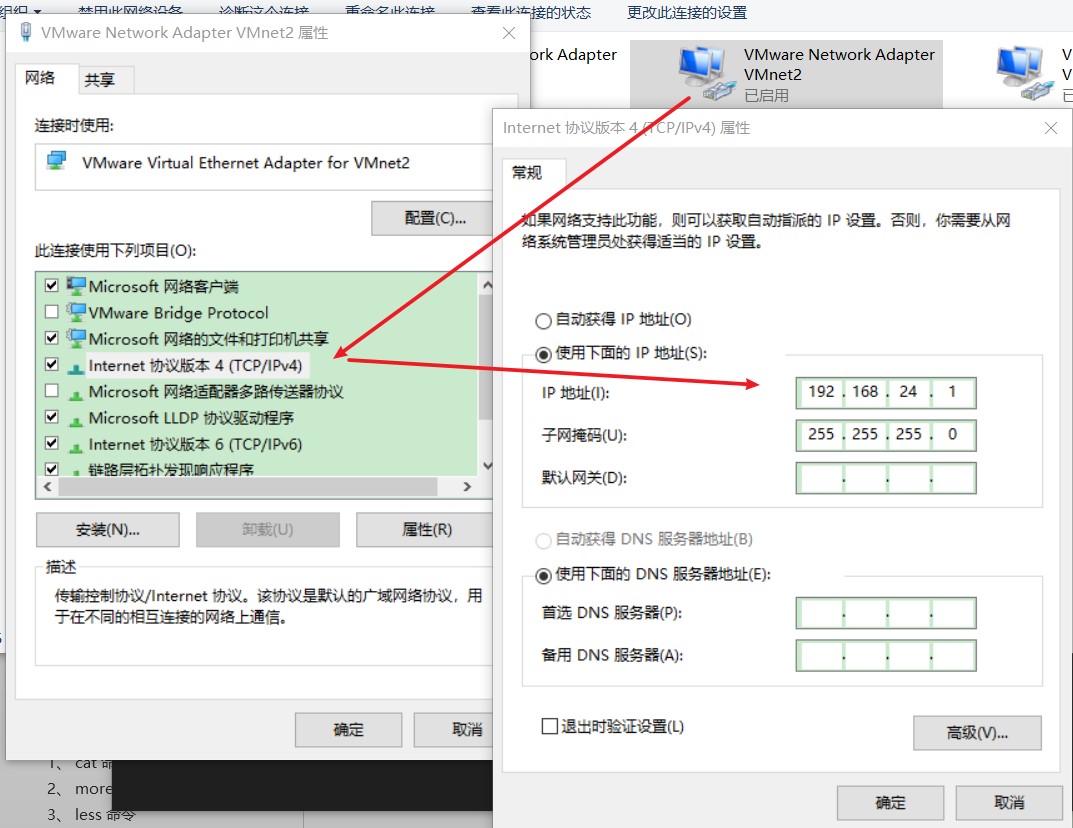 组织 禁用此网络设备 诊断这个连接 重命名此连接 查看此连接的状态 更改此连接的设置
VMware Network Adapter VMnet2 属性
ork Adapter
VMware Network Adapter
VMnet2
已启用
V
V
已
网络 共享
连接时使用:
VMware Virtual Ethernet Adapter for VMnet2
配置(C)...
此连接使用下列项目(O):
Microsoft 网络客户端
VMware Bridge Protocol
Microsoft 网络的文件和打印机共享
Internet 协议版本 4 (TCP/IPv4)
Microsoft 网络适配器多路传送器协议
Microsoft LLDP 协议驱动程序
Internet 协议版本 6 (TCP/IPv6)
链路层拓扑发现响应程序
安装(N)... 卸载(U) 属性(R)
描述
传输控制协议/Internet 协议。该协议是默认的广域网络协议，用
于在不同的相互连接的网络上通信。
确定 取消
Internet 协议版本 4 (TCP/IPv4) 属性
常规
如果网络支持此功能，则可以获取自动指派的 IP 设置。否则，你需要从网
络系统管理员处获得适当的 IP 设置。
自动获得 IP 地址(O)
使用下面的 IP 地址(S):
IP 地址(I): 192 . 168 . 24 . 1
子网掩码(U): 255 . 255 . 255 . 0
默认网关(D): . . .
自动获得 DNS 服务器地址(B)
使用下面的 DNS 服务器地址(E):
首选 DNS 服务器(P): . . .
备用 DNS 服务器(A): . . .
退出时验证设置(L)
高级(V)...
确定 取消
1、 cat 命
2、 more
3、 less 命令